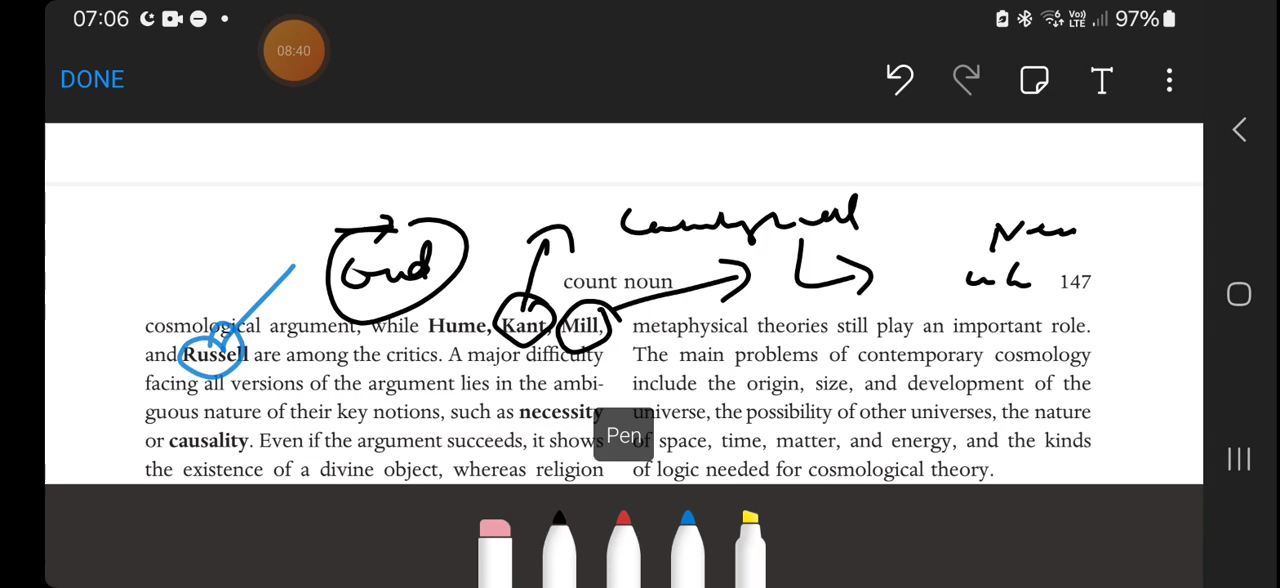 07:06
Vo))
LTE
97%
08:40
DONE
T
God
count noun
147
cosmological argument, while Hume, Kant, Mill,
and Russell are among the critics. A major difficulty
facing all versions of the argument lies in the ambi-
guous nature of their key notions, such as necessity
or causality. Even if the argument succeeds, it shows
the existence of a divine object, whereas religion
metaphysical theories still play an important role.
The main problems of contemporary cosmology
include the origin, size, and development of the
universe, the possibility of other universes, the nature
of space, time, matter, and energy, and the kinds
of logic needed for cosmological theory.
Pen